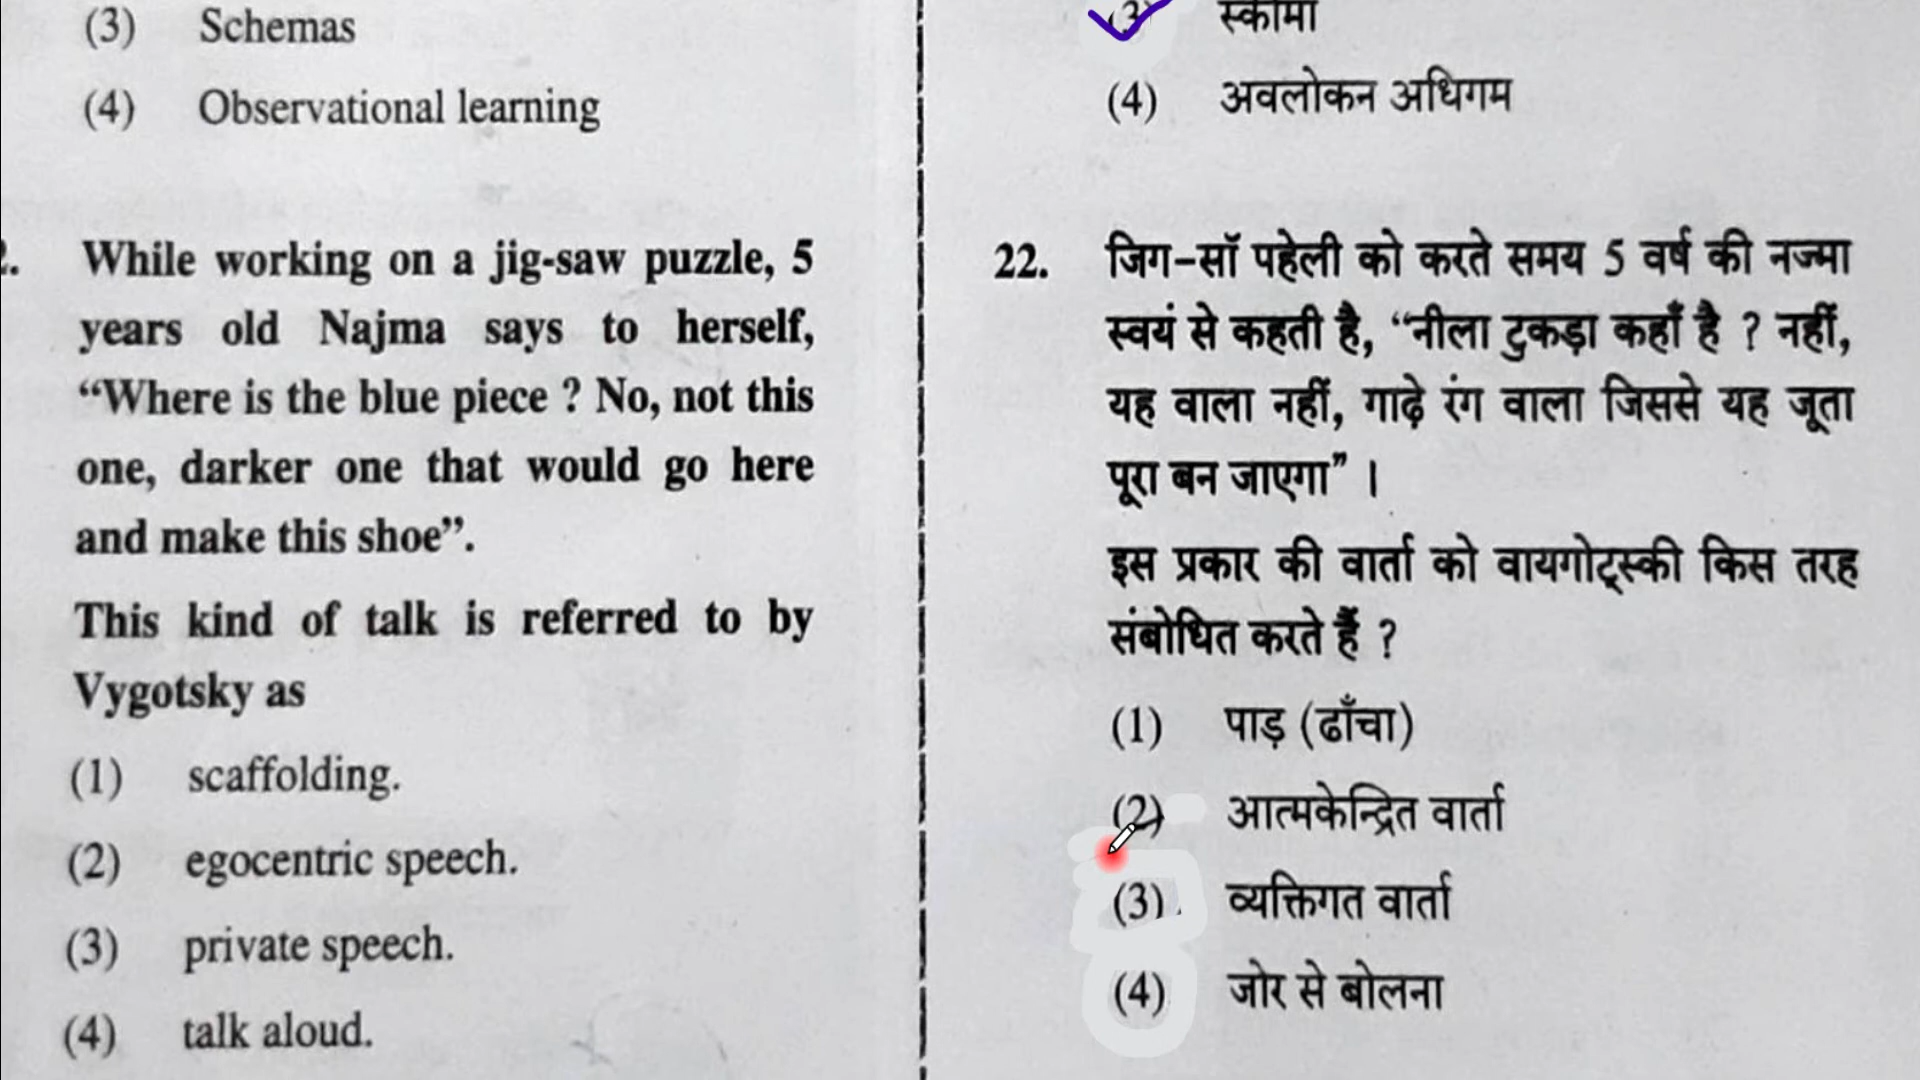 (3) Schemas
(4) Observational learning
While working on a jig-saw puzzle, 5
years old Najma says to herself,
“Where is the blue piece ? No, not this
one, darker one that would go here
and make this shoe”.
This kind of talk is referred to by
Vygotsky as
(1) scaffolding.
(2) egocentric speech.
(3) private speech.
(4) talk aloud.
(3) स्कीमा
(4) अवलोकन अधिगम
22. जिग-सॉ पहेली को करते समय 5 वर्ष की नज्मा
स्वयं से कहती है, “नीला टुकड़ा कहाँ है ? नहीं,
यह वाला नहीं, गाढ़े रंग वाला जिससे यह जूता
पूरा बन जाएगा” ।
इस प्रकार की वार्ता को वायगोट्स्की किस तरह
संबोधित करते हैं ?
(1) पाड़ (ढाँचा)
(2) आत्मकेन्द्रित वार्ता
(3) व्यक्तिगत वार्ता
(4) जोर से बोलना